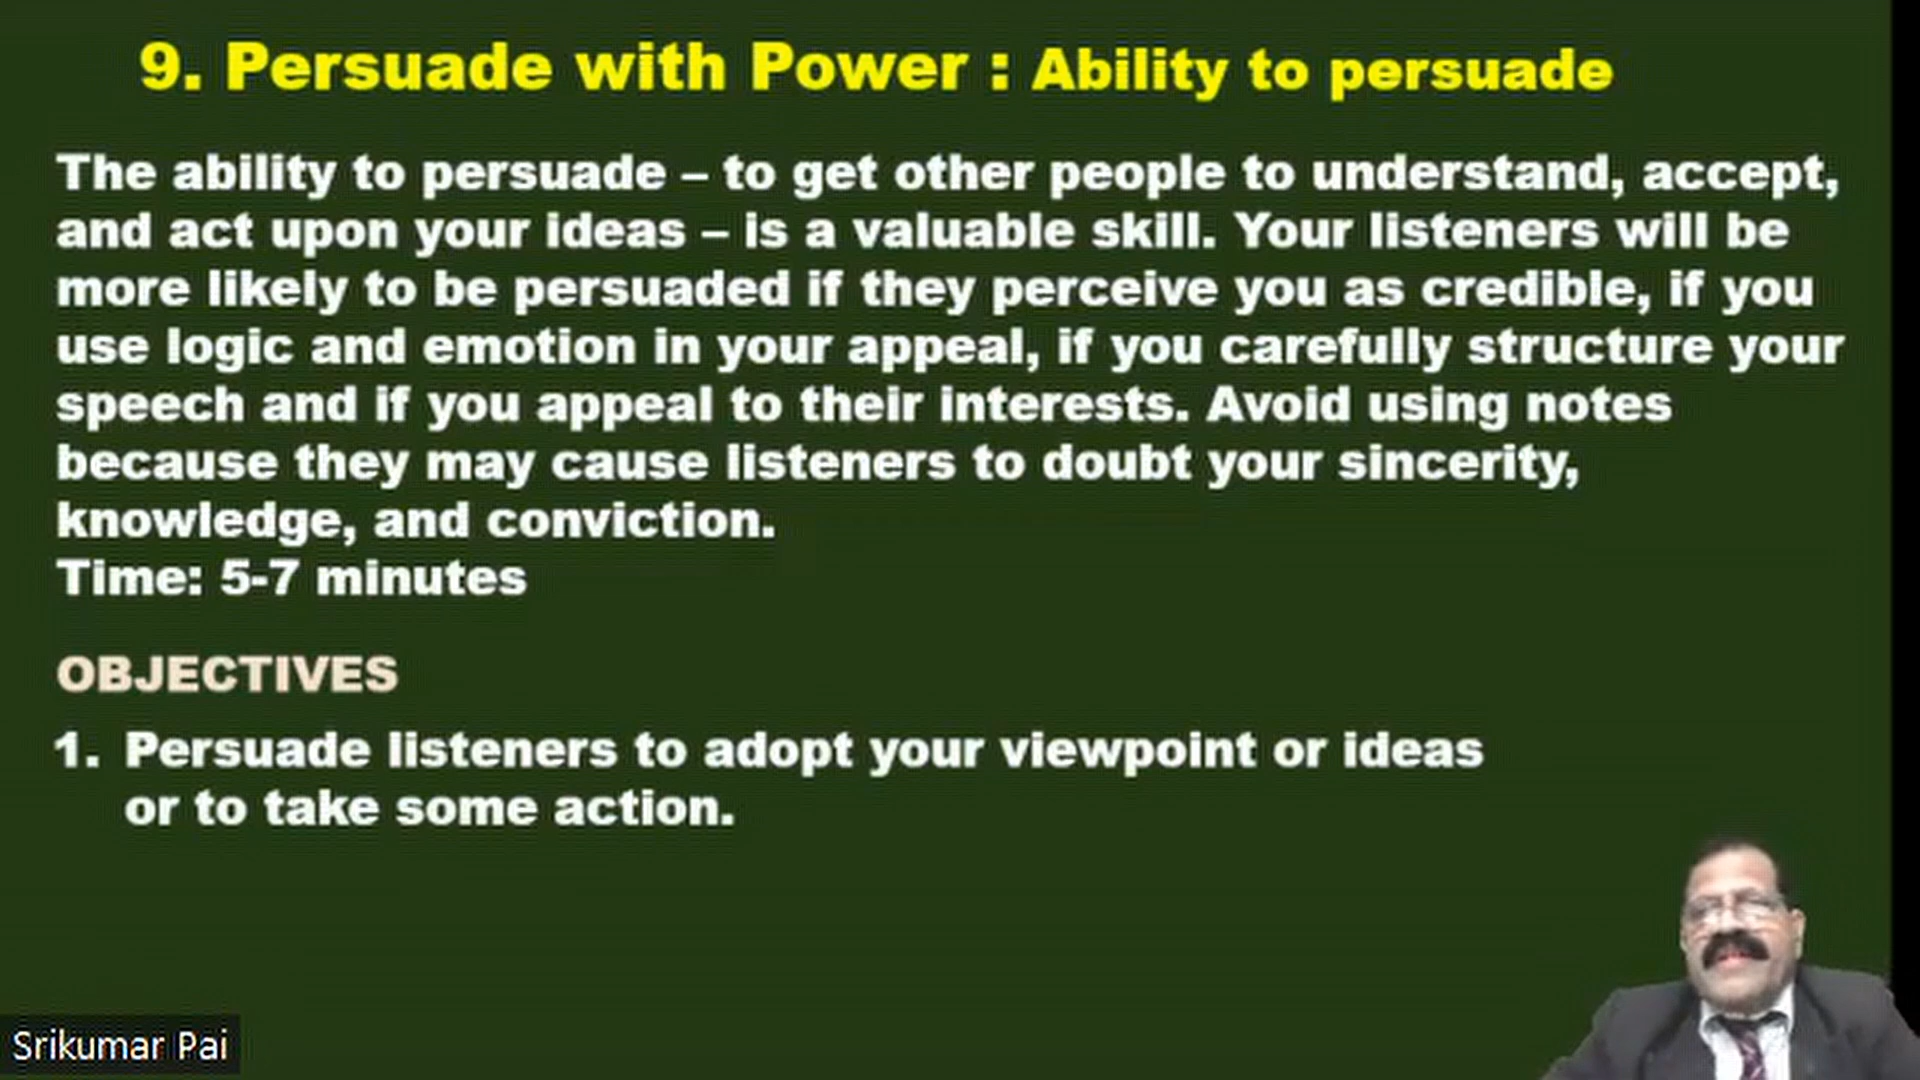 9. Persuade with Power : Ability to persuade
The ability to persuade – to get other people to understand, accept,
and act upon your ideas – is a valuable skill. Your listeners will be
more likely to be persuaded if they perceive you as credible, if you
use logic and emotion in your appeal, if you carefully structure your
speech and if you appeal to their interests. Avoid using notes
because they may cause listeners to doubt your sincerity,
knowledge, and conviction.
Time: 5-7 minutes
OBJECTIVES
1. Persuade listeners to adopt your viewpoint or ideas
or to take some action.
Srikumar Pai